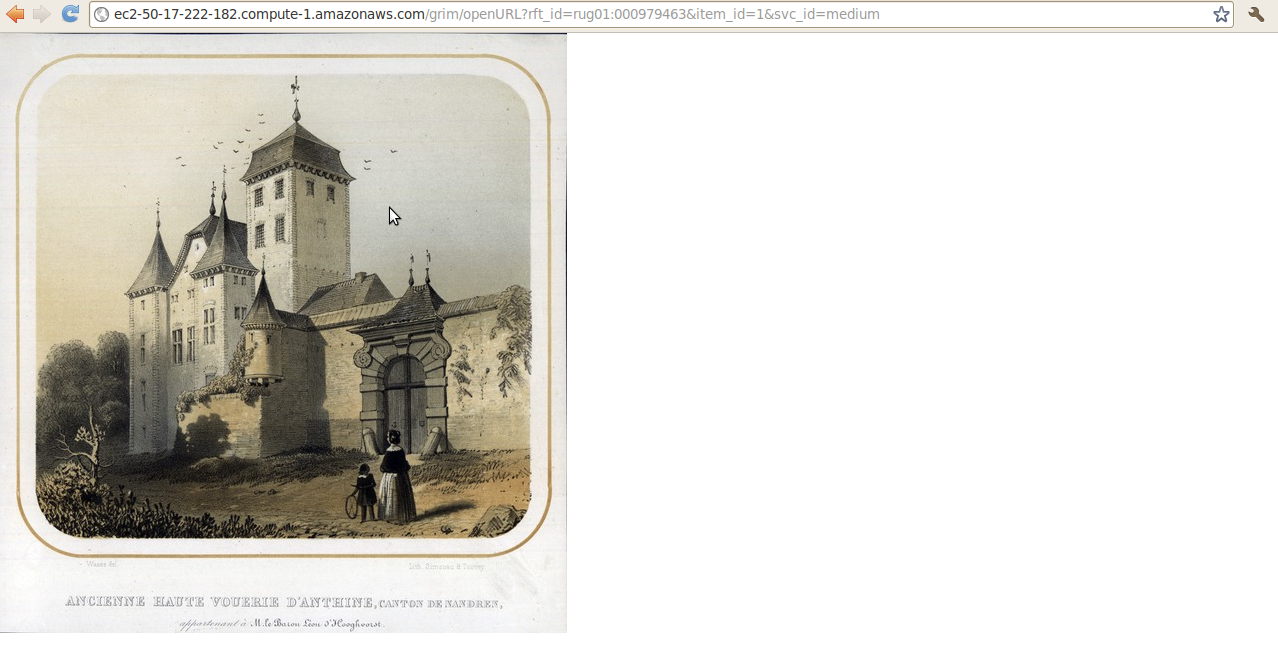 ec2-50-17-222-182.compute-1.amazonaws.com/grim/openURL?rft_id=rug01:000979463&item_id=1&svc_id=medium
Wasse del. Lith. Simonau & Toovey
ANCIENNE HAUTE VOUERIE D'ANTHINE, CANTON DE NANDREN,
appartenant à M. le Baron Léon d'Hooghvorst.